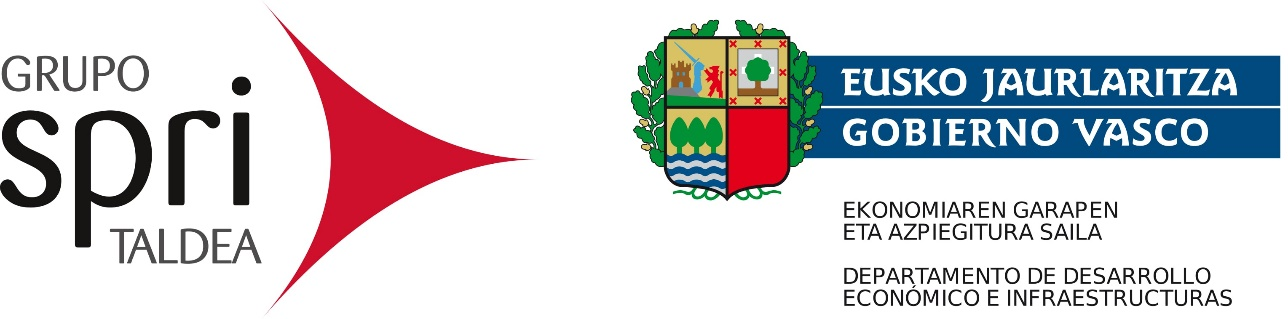 GRUPO
spri
TALDEA
EUSKO JAURLARITZA
GOBIERNO VASCO
EKONOMIAREN GARAPEN
ETA AZPIEGITURA SAILA
DEPARTAMENTO DE DESARROLLO
ECONÓMICO E INFRAESTRUCTURAS